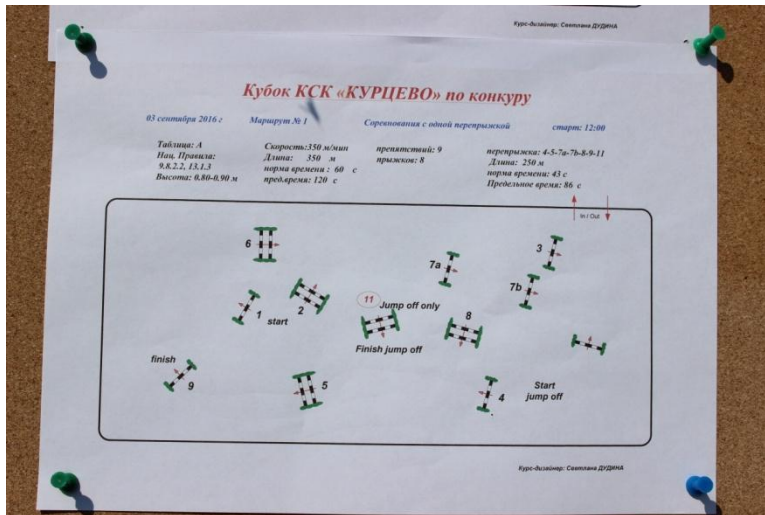 Курс-дизайнер: Светлана ДУДИНА
Кубок КСК «КУРЦЕВО» по конкуру
03 сентября 2016 г Маршрут № 1 Соревнования с одной перепрыжкой старт: 12:00
Таблица: А
Нац. Правила:
9.8.2.2, 13.1.3
Высота: 0,80-0,90 м
Скорость:350 м/мин
Длина: 350 м
норма времени : 60 с
пред.время: 120 с
препятствий: 9
прыжков: 8
перепрыжка: 4-5-7а-7b-8-9-11
Длина: 250 м
норма времени: 43 с
Предельное время: 86 с
In / Out
6
3
7a
7b
1
2
start
11
Jump off only
8
Finish jump off
finish
9
5
4
Start
jump off
Курс-дизайнер: Светлана ДУДИНА